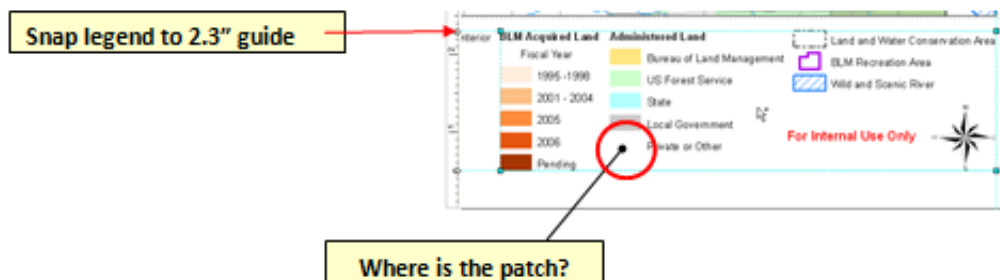 Snap legend to 2.3" guide
nterior
BLM Acquired Land
Fiscal Year
1995 -1998
2001 - 2004
2005
2006
Pending
Administered Land
Bureau of Land Management
US Forest Service
State
Local Government
Private or Other
Land and Water Conservation Area
BLM Recreation Area
Wild and Scenic River
For Internal Use Only
Where is the patch?